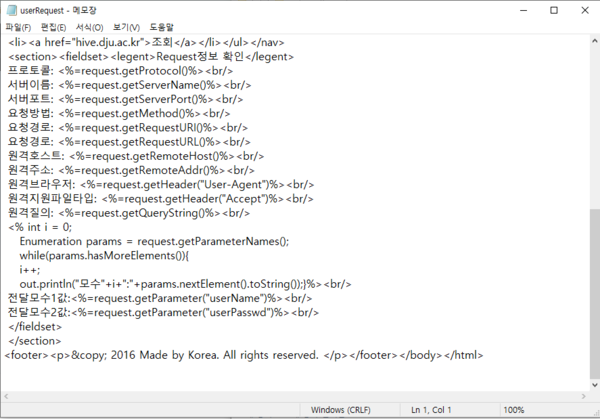 userRequest - 메모장
파일(F) 편집(E) 서식(O) 보기(V) 도움말
<li><a href="hive.dju.ac.kr">조회</a></li></ul></nav>
<section><fieldset><legent>Request정보 확인</legent>
프로토콜: <%=request.getProtocol()%><br/>
서버이름: <%=request.getServerName()%><br/>
서버포트: <%=request.getServerPort()%><br/>
요청방법: <%=request.getMethod()%><br/>
요청경로: <%=request.getRequestURI()%><br/>
요청경로: <%=request.getRequestURL()%><br/>
원격호스트: <%=request.getRemoteHost()%><br/>
원격주소: <%=request.getRemoteAddr()%><br/>
원격브라우저: <%=request.getHeader("User-Agent")%><br/>
원격지원파일타입: <%=request.getHeader("Accept")%><br/>
원격질의: <%=request.getQueryString()%><br/>
<% int i = 0;
Enumeration params = request.getParameterNames();
while(params.hasMoreElements()){
i++;
out.println("모수"+i+":"+params.nextElement().toString());}%><br/>
전달모수1값:<%=request.getParameter("userName")%><br/>
전달모수2값:<%=request.getParameter("userPasswd")%><br/>
</fieldset>
</section>
<footer><p>&copy; 2016 Made by Korea. All rights reserved. </p></footer></body></html>
Windows (CRLF) Ln 1, Col 1 100%